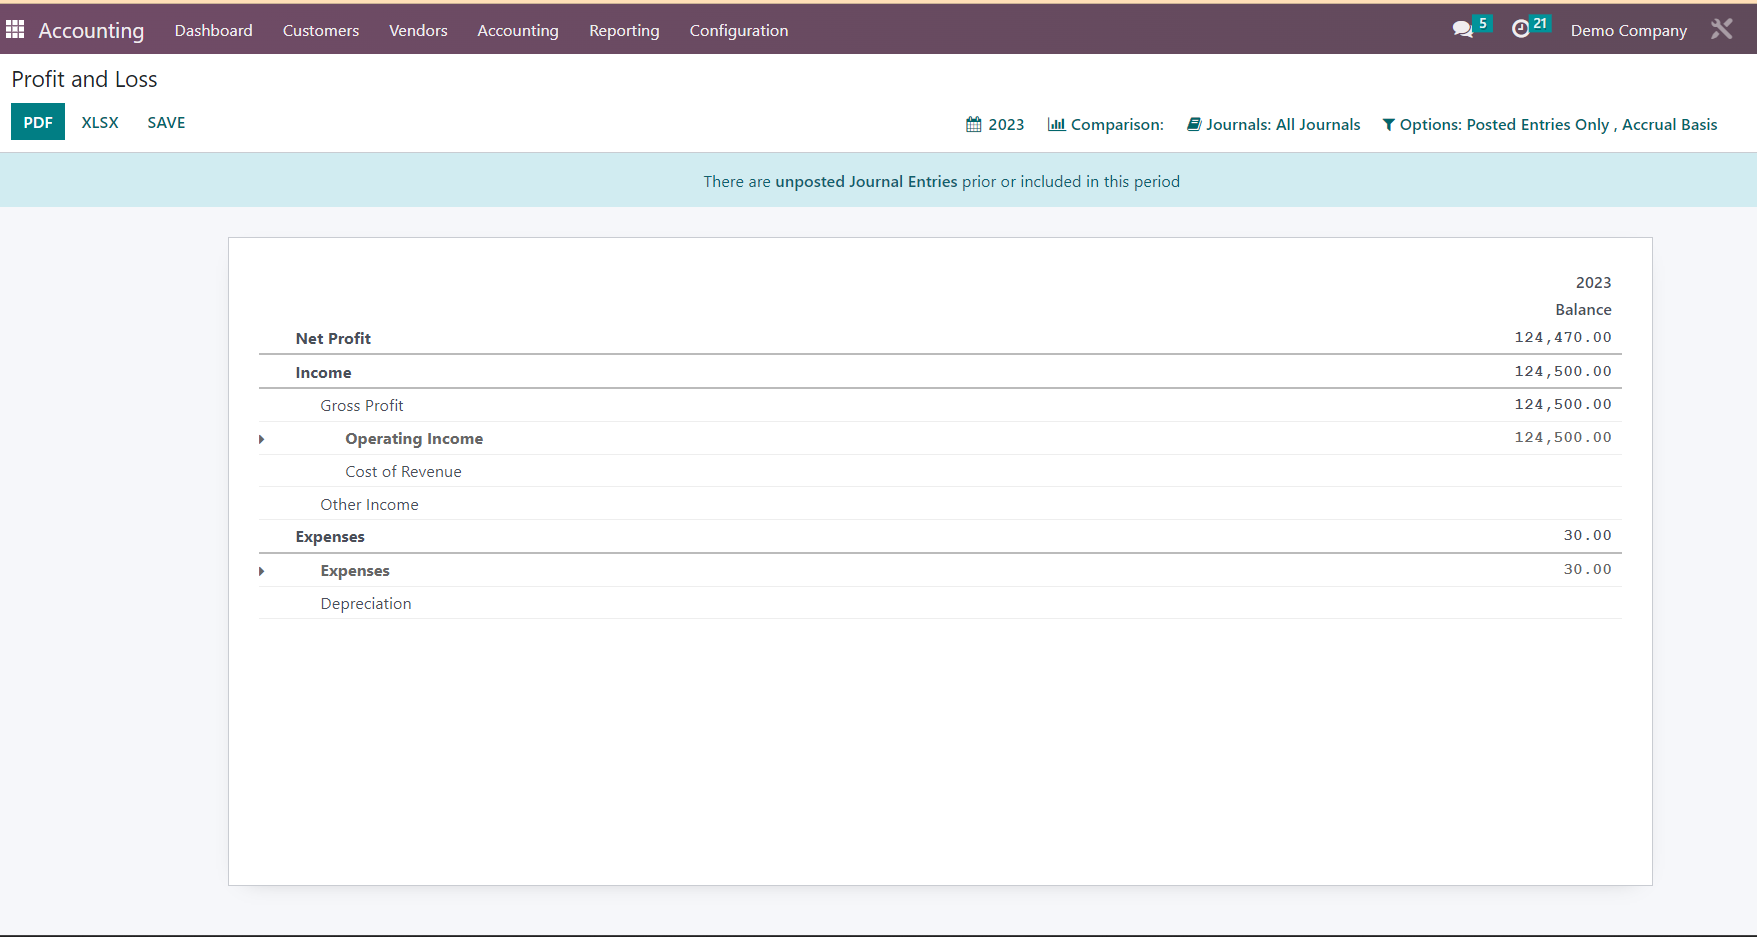 Accounting Dashboard Customers Vendors Accounting Reporting Configuration 5 21 Demo Company
Profit and Loss
PDF XLSX SAVE 2023 Comparison: Journals: All Journals Options: Posted Entries Only , Accrual Basis
There are unposted Journal Entries prior or included in this period
2023
Balance
Net Profit 124,470.00
Income 124,500.00
Gross Profit 124,500.00
Operating Income 124,500.00
Cost of Revenue
Other Income
Expenses 30.00
Expenses 30.00
Depreciation